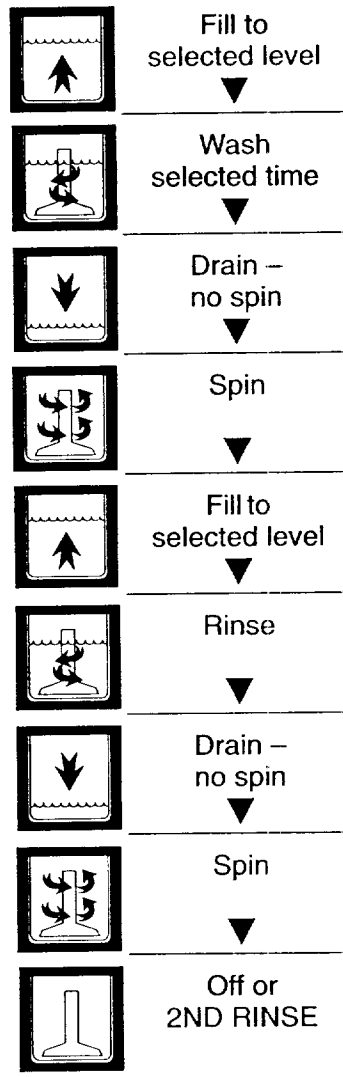 Fill to
selected level
Wash
selected time
Drain –
no spin
Spin
Fill to
selected level
Rinse
Drain –
no spin
Spin
Off or
2ND RINSE